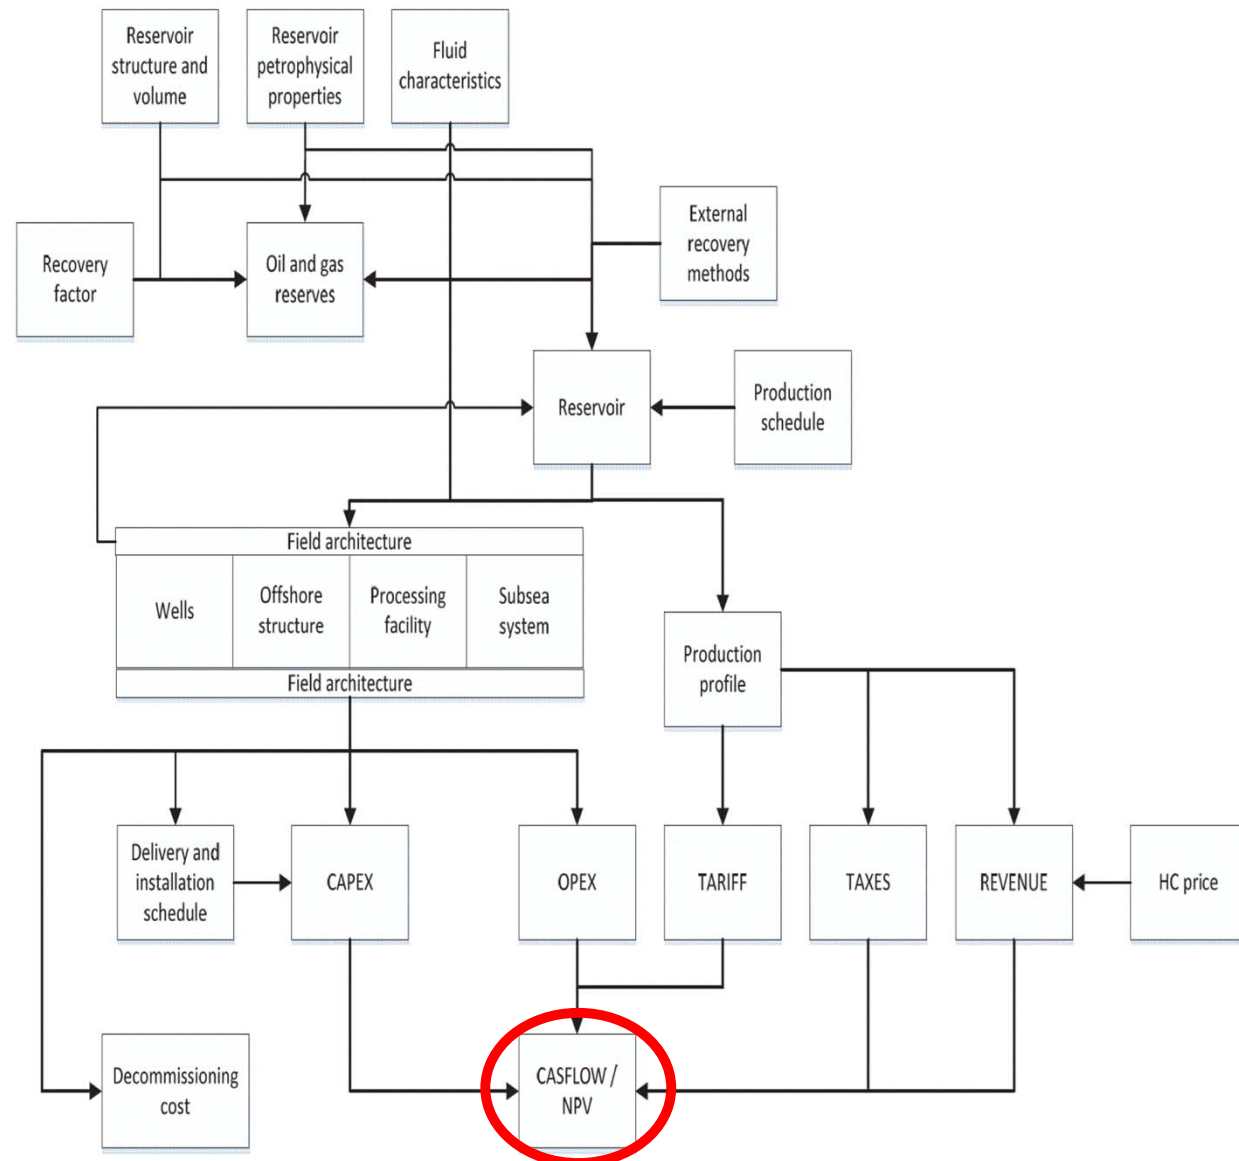 Reservoir
structure and
volume
Reservoir
petrophysical
properties
Fluid
characteristics
External
recovery
methods
Recovery
factor
Oil and gas
reserves
Reservoir
Production
schedule
Field architecture
Wells
Offshore
structure
Processing
facility
Subsea
system
Field architecture
Production
profile
Delivery and
installation
schedule
CAPEX
OPEX
TARIFF
TAXES
REVENUE
HC price
Decommissioning
cost
CASFLOW /
NPV